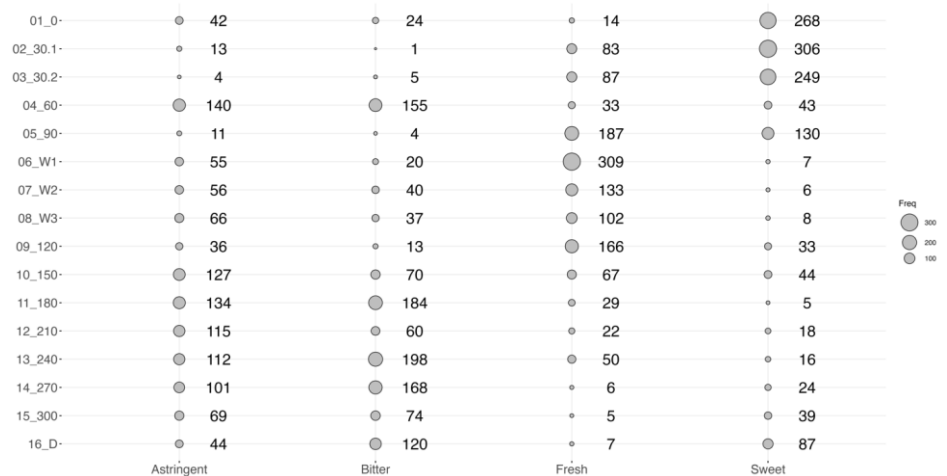 01_0 42 24 14 268
02_30.1 13 1 83 306
03_30.2 4 5 87 249
04_60 140 155 33 43
05_90 11 4 187 130
06_W1 55 20 309 7
07_W2 56 40 133 6
08_W3 66 37 102 8
09_120 36 13 166 33
10_150 127 70 67 44
11_180 134 184 29 5
12_210 115 60 22 18
13_240 112 198 50 16
14_270 101 168 6 24
15_300 69 74 5 39
16_D 44 120 7 87
Astringent Bitter Fresh Sweet
Freq
300
200
100